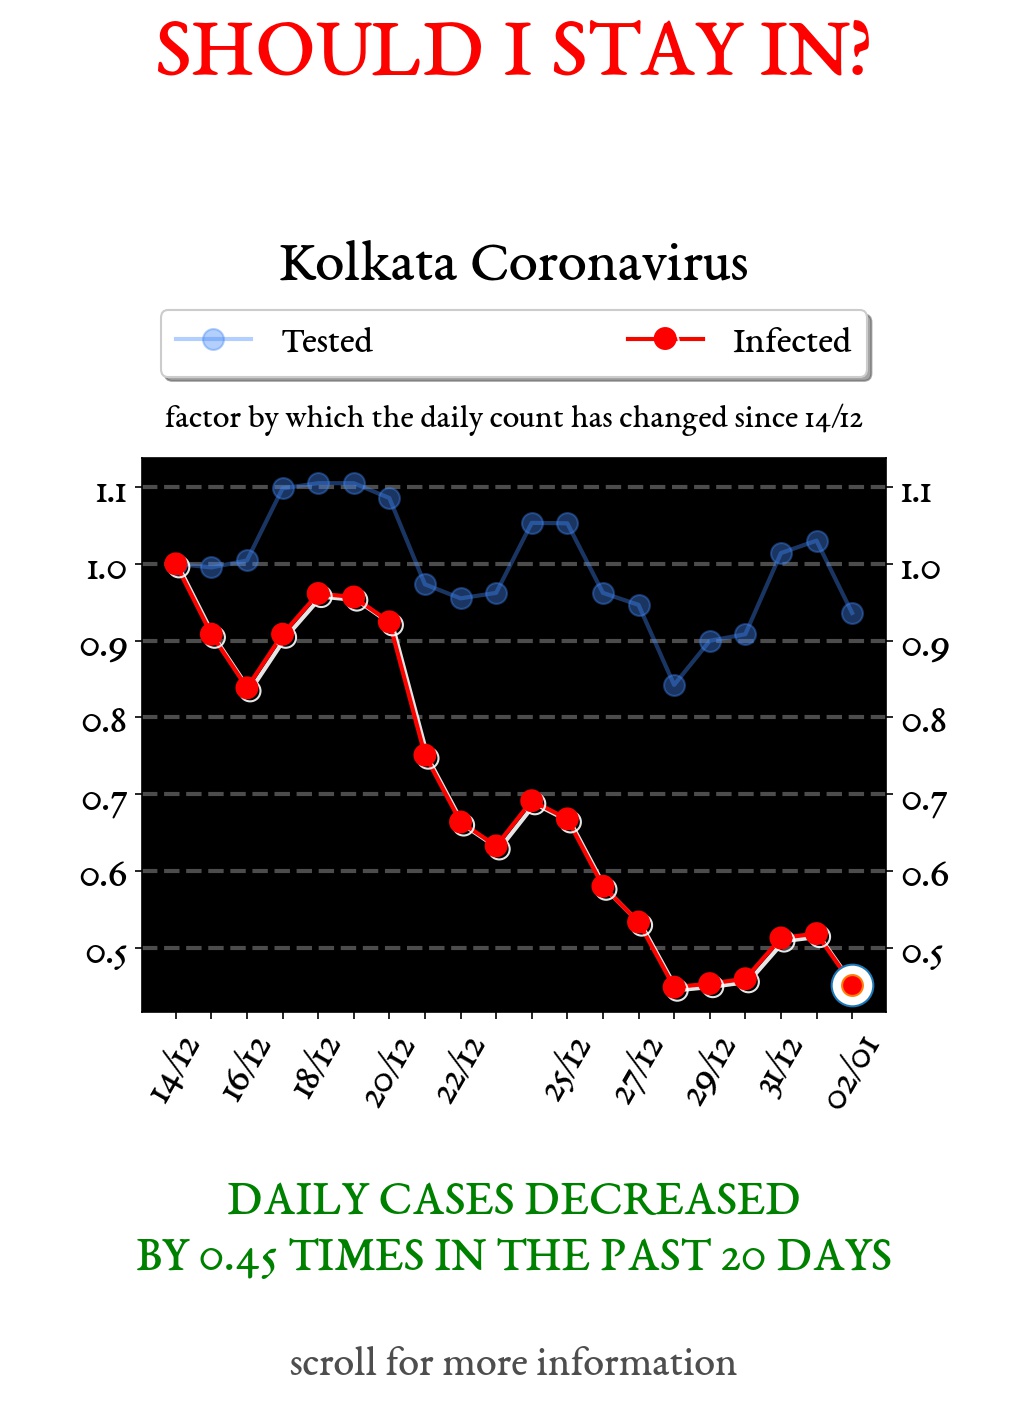 SHOULD I STAY IN?
Kolkata Coronavirus
Tested Infected
factor by which the daily count has changed since 14/12
1.1 1.1
1.0 1.0
0.9 0.9
0.8 0.8
0.7 0.7
0.6 0.6
0.5 0.5
14/12 16/12 18/12 20/12 22/12 25/12 27/12 29/12 31/12 02/01
DAILY CASES DECREASED
BY 0.45 TIMES IN THE PAST 20 DAYS
scroll for more information